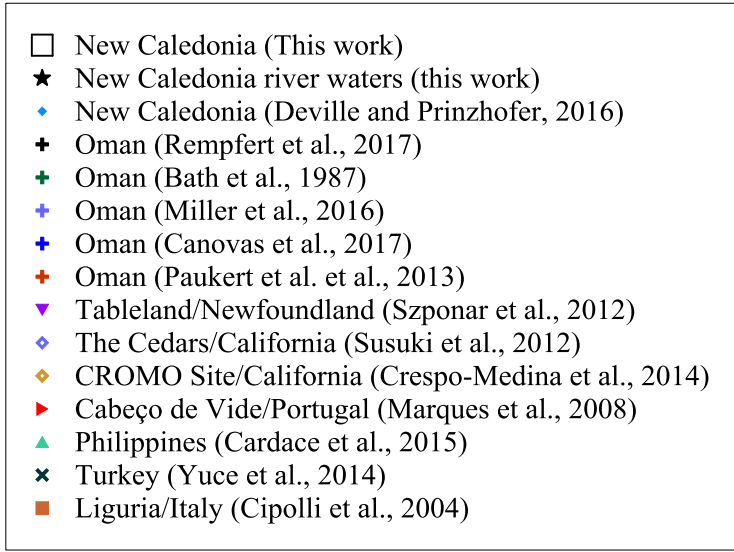 New Caledonia (This work)
New Caledonia river waters (this work)
New Caledonia (Deville and Prinzhofer, 2016)
Oman (Rempfert et al., 2017)
Oman (Bath et al., 1987)
Oman (Miller et al., 2016)
Oman (Canovas et al., 2017)
Oman (Paukert et al. et al., 2013)
Tableland/Newfoundland (Szponar et al., 2012)
The Cedars/California (Susuki et al., 2012)
CROMO Site/California (Crespo-Medina et al., 2014)
Cabeço de Vide/Portugal (Marques et al., 2008)
Philippines (Cardace et al., 2015)
Turkey (Yuce et al., 2014)
Liguria/Italy (Cipolli et al., 2004)